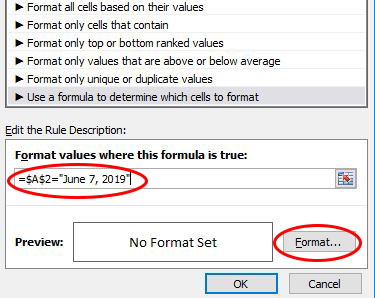 ► Format all cells based on their values
► Format only cells that contain
► Format only top or bottom ranked values
► Format only values that are above or below average
► Format only unique or duplicate values
► Use a formula to determine which cells to format
Edit the Rule Description:
Format values where this formula is true:
=$A$2="June 7, 2019"
Preview:
No Format Set
Format...
OK
Cancel